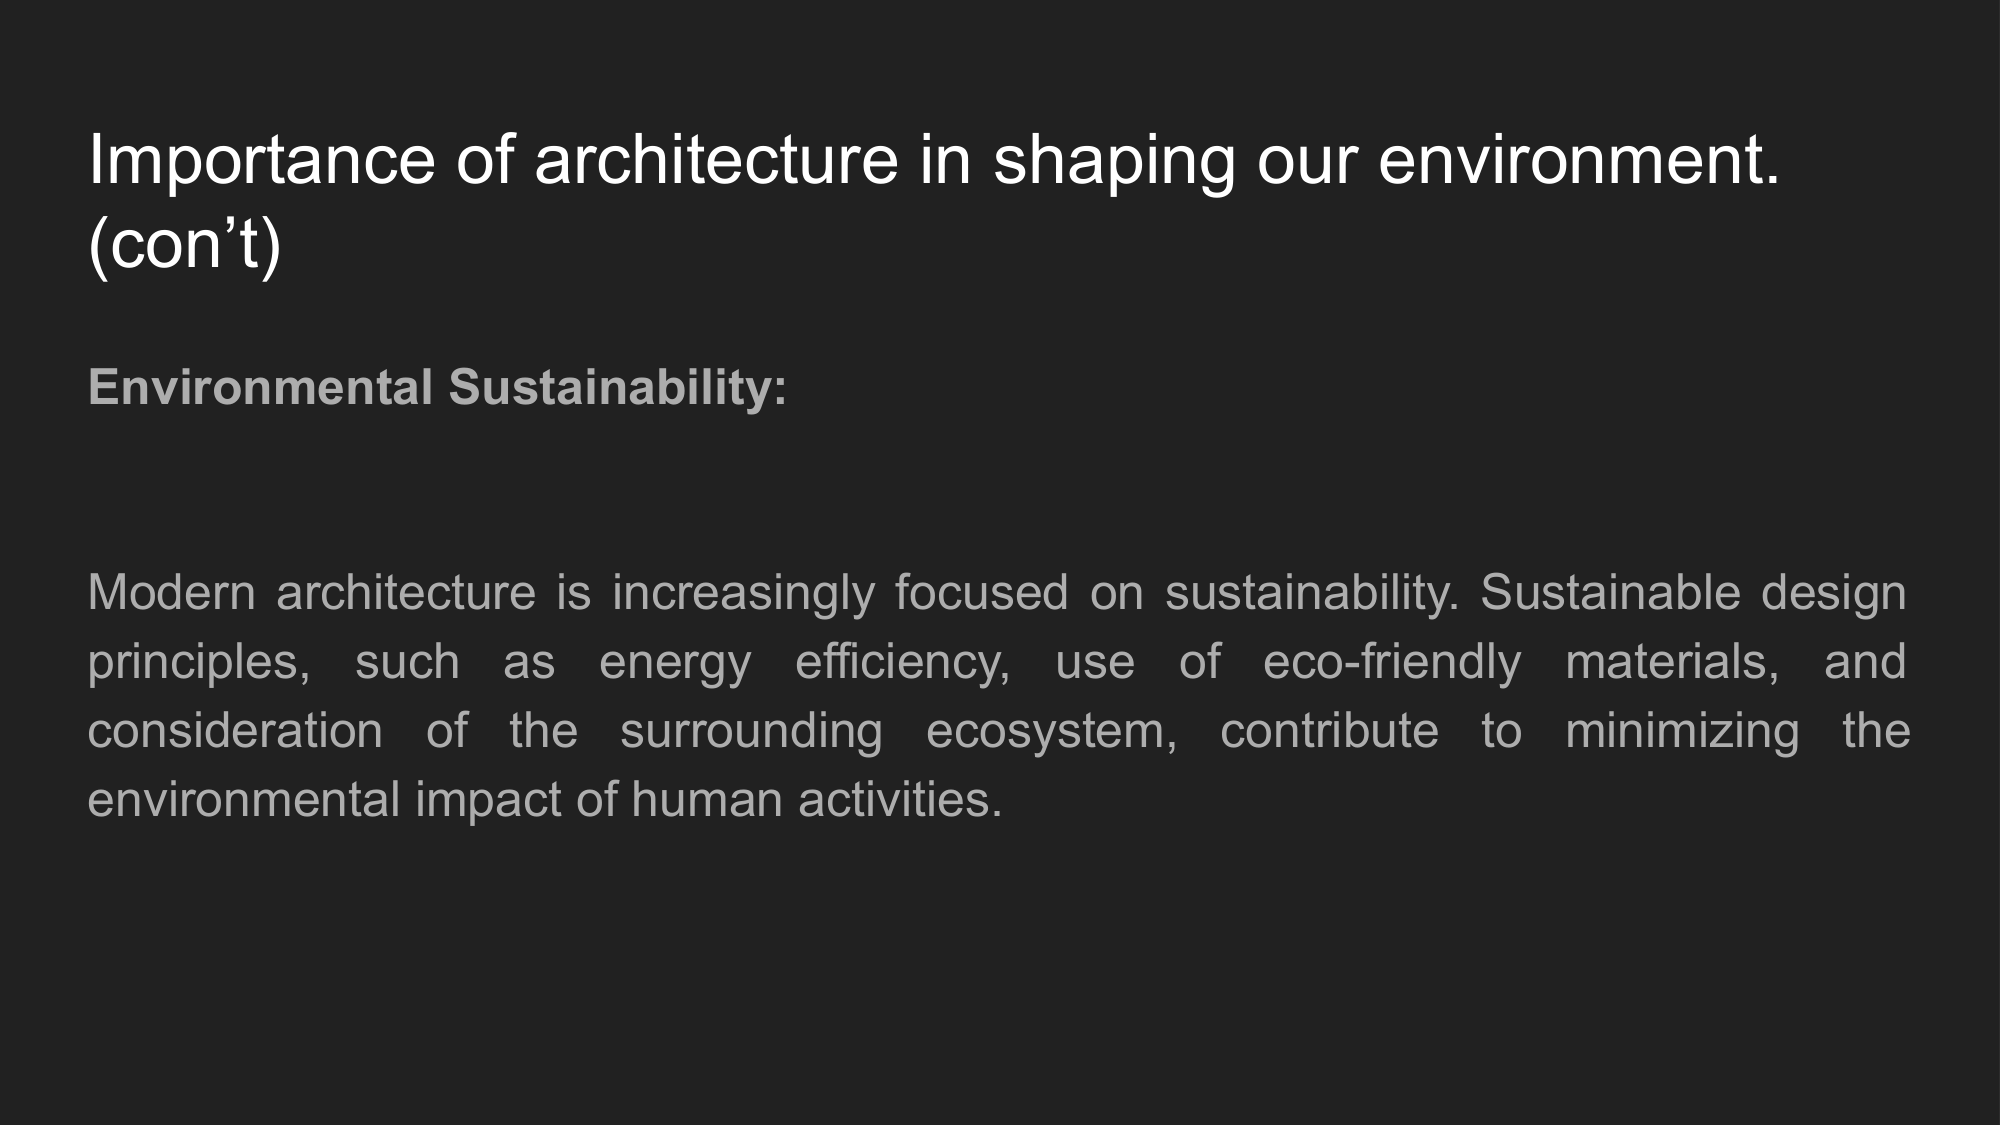 Importance of architecture in shaping our environment.
(con’t)
Environmental Sustainability:
Modern architecture is increasingly focused on sustainability. Sustainable design
principles, such as energy efficiency, use of eco-friendly materials, and
consideration of the surrounding ecosystem, contribute to minimizing the
environmental impact of human activities.